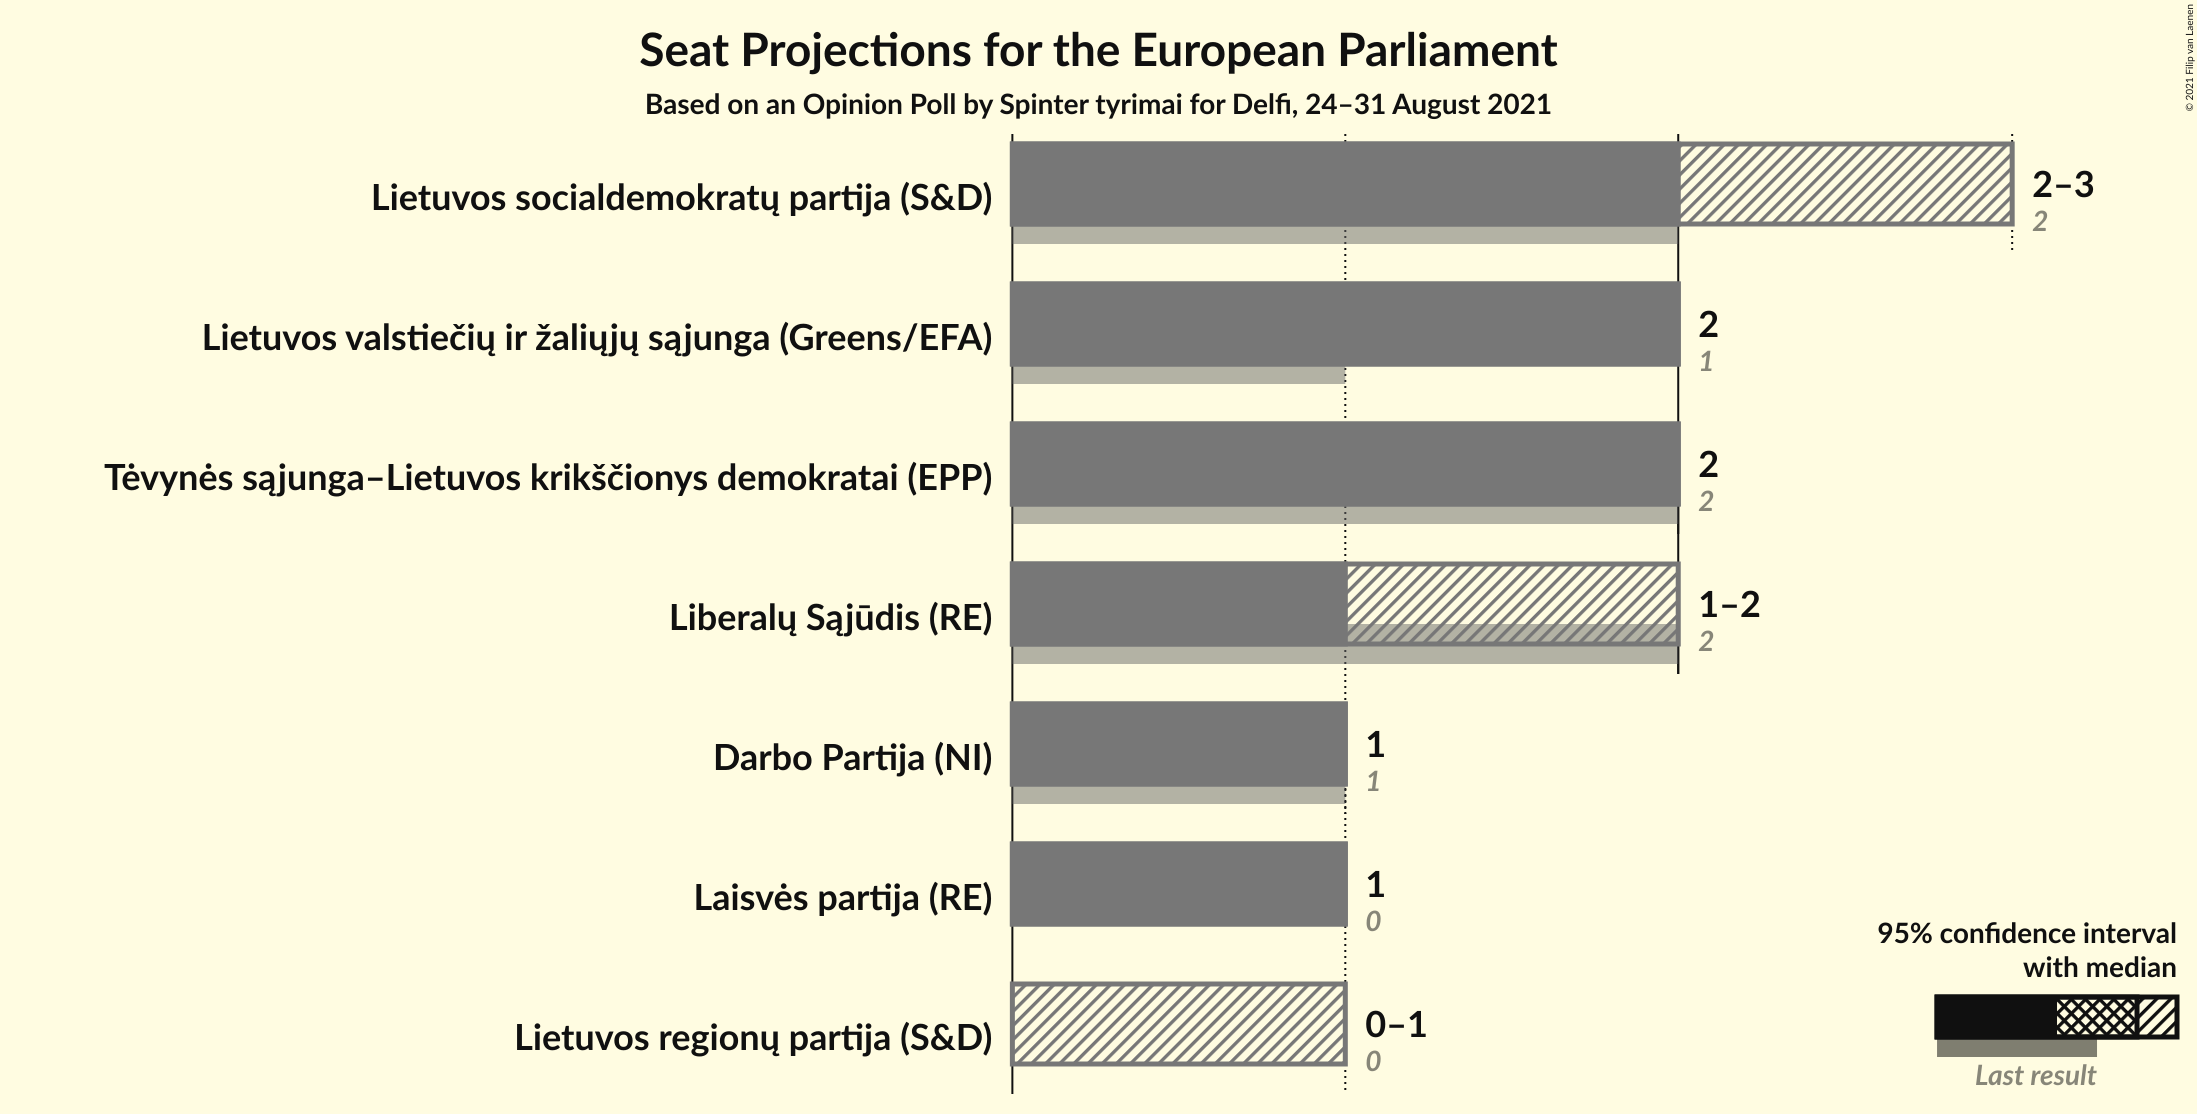 Seat Projections for the European Parliament
Based on an Opinion Poll by Spinter tyrimai for Delfi, 24–31 August 2021
© 2021 Filip van Laenen
Lietuvos socialdemokratų partija (S&D)
2–3
2
Lietuvos valstiečių ir žaliųjų sąjunga (Greens/EFA)
2
1
Tėvynės sąjunga–Lietuvos krikščionys demokratai (EPP)
2
2
Liberalų Sąjūdis (RE)
1–2
2
Darbo Partija (NI)
1
1
Laisvės partija (RE)
1
0
Lietuvos regionų partija (S&D)
0–1
0
95% confidence interval
with median
Last result